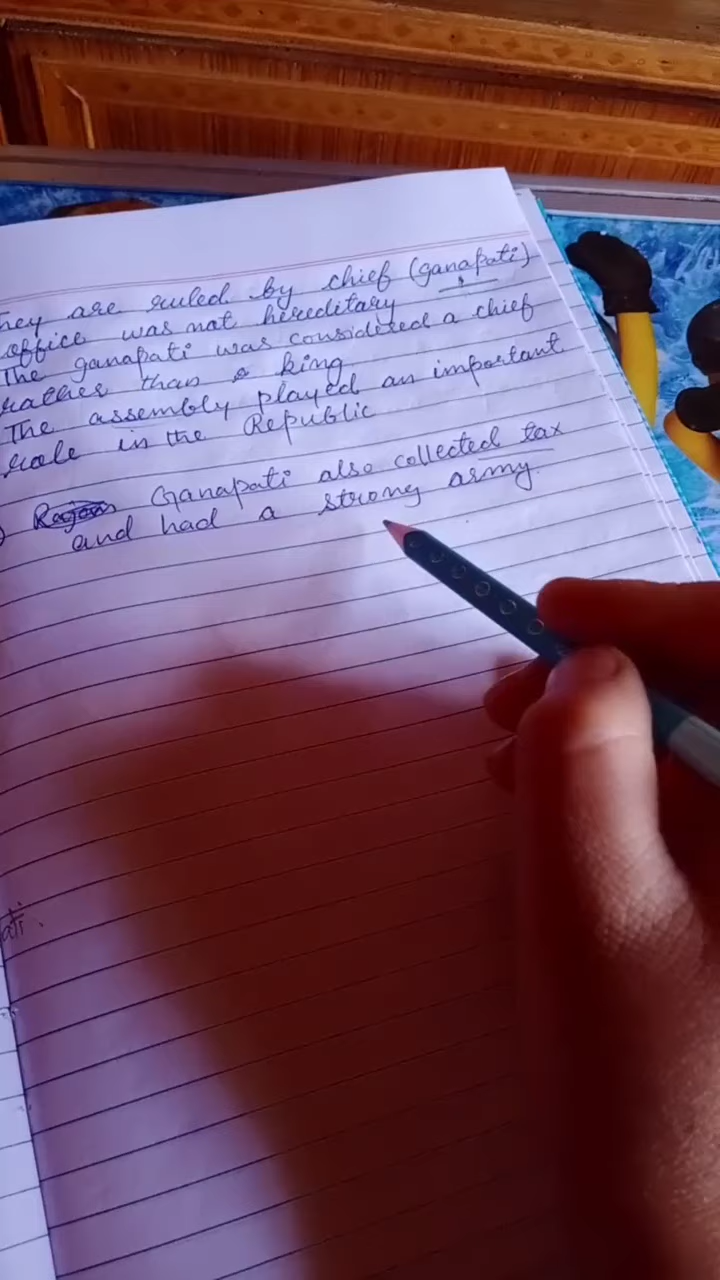 They are ruled by chief (ganapati)
office was not hereditary
The ganapati was considered a chief
rather than a king
The assembly played an important
role in the Republic
Ganapati also collected tax
and had a strong army.